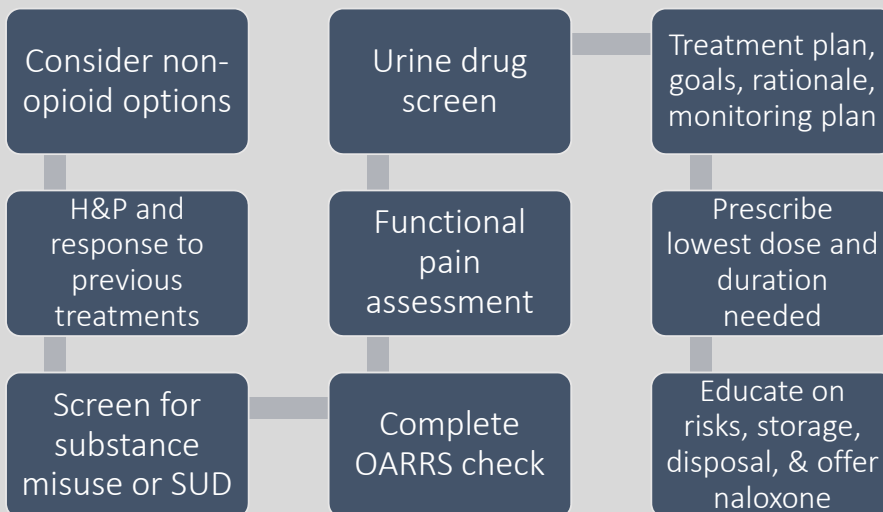 Consider non-
opioid options
H&P and
response to
previous
treatments
Screen for
substance
misuse or SUD
Complete
OARRS check
Functional
pain
assessment
Urine drug
screen
Treatment plan,
goals, rationale,
monitoring plan
Prescribe
lowest dose and
duration
needed
Educate on
risks, storage,
disposal, & offer
naloxone